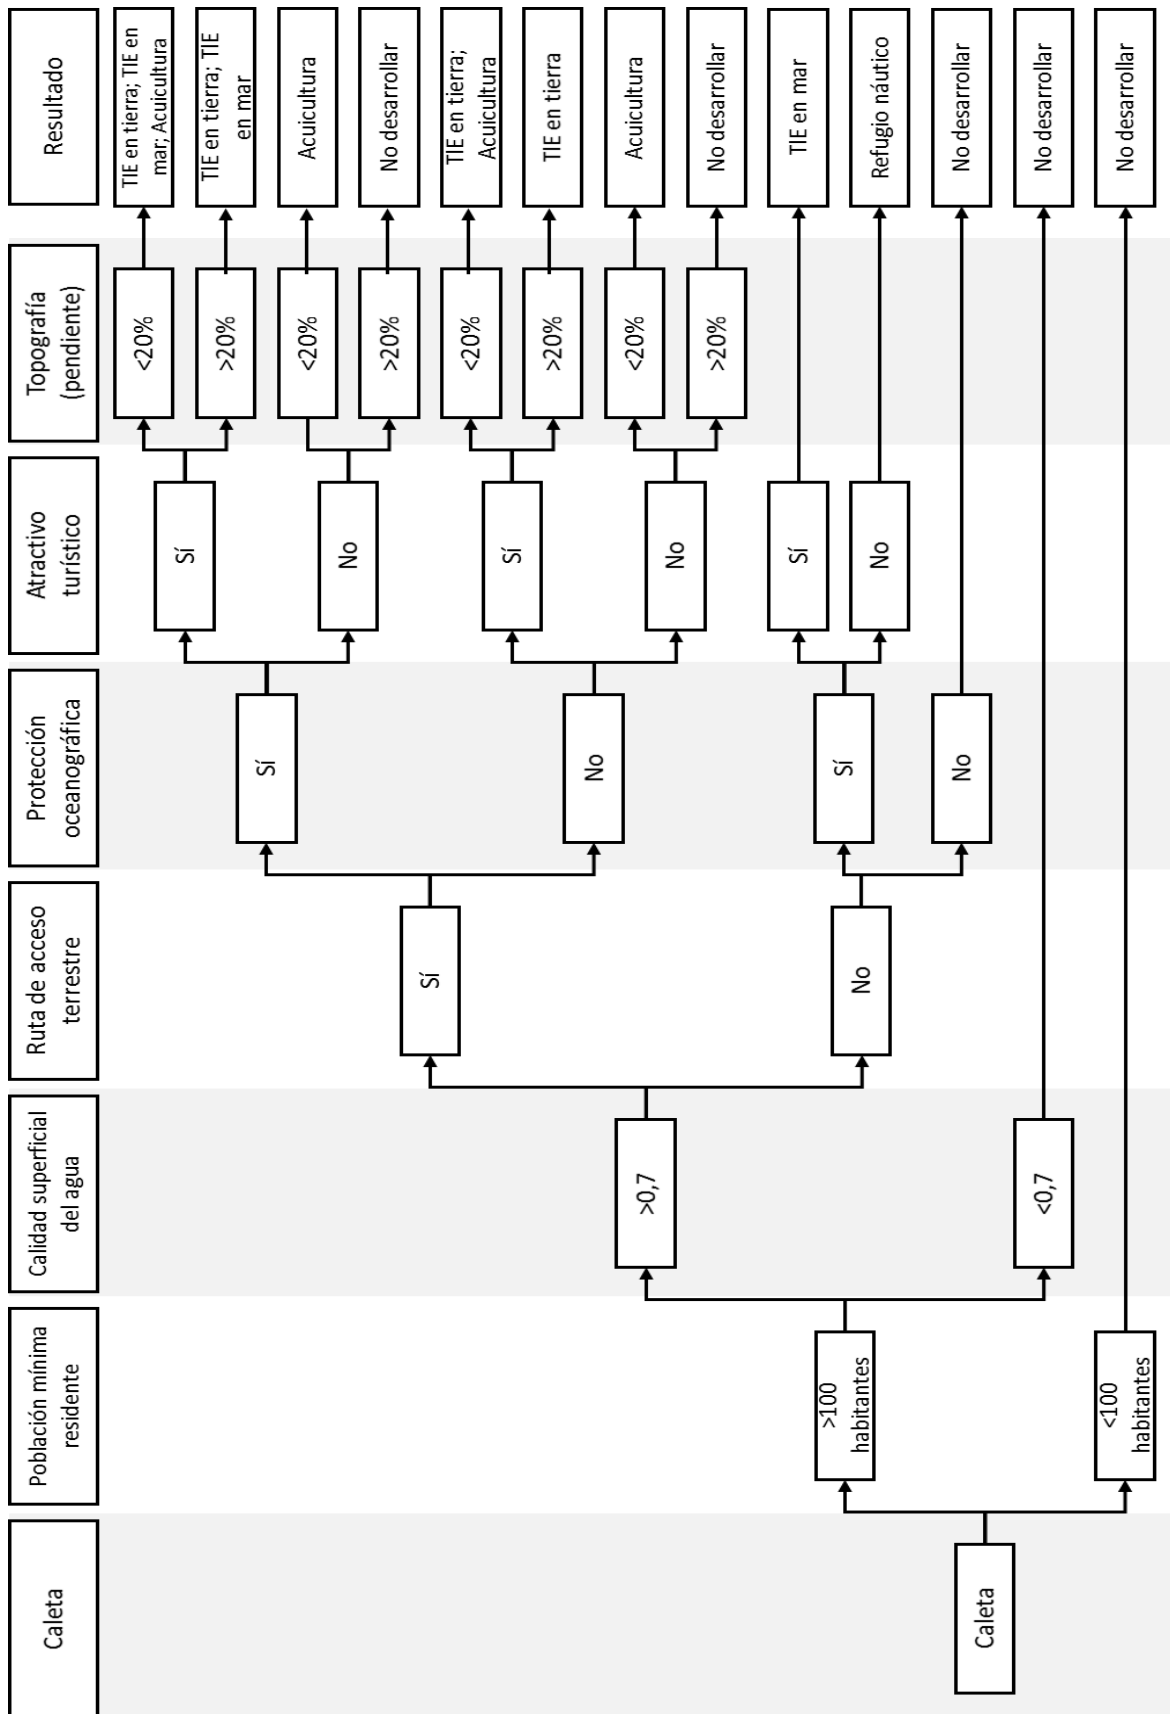 Caleta
Población mínima
residente
Calidad superficial
del agua
Ruta de acceso
terrestre
Protección
oceanográfica
Atractivo
turístico
Topografía
(pendiente)
Resultado
Caleta
>100
habitantes
<100
habitantes
>0,7
<0,7
Sí
No
Sí
No
Sí
No
Sí
No
Sí
No
Sí
No
<20%
>20%
<20%
>20%
<20%
>20%
<20%
>20%
TIE en tierra; TIE en
mar; Acuicultura
TIE en tierra; TIE
en mar
Acuicultura
No desarrollar
TIE en tierra;
Acuicultura
TIE en tierra
Acuicultura
No desarrollar
TIE en mar
Refugio náutico
No desarrollar
No desarrollar
No desarrollar